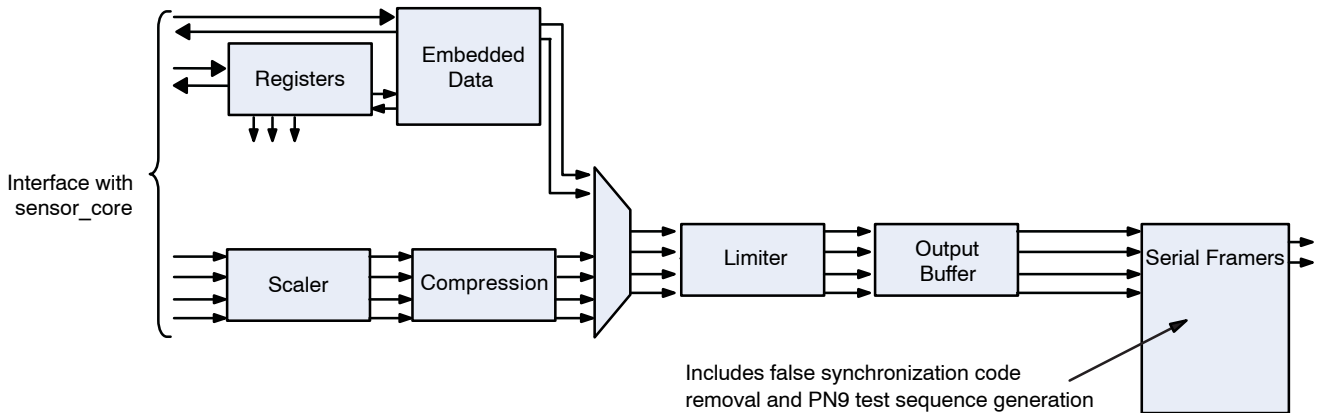 Embedded
Data
Registers
Interface with
sensor_core
Scaler
Compression
Limiter
Output
Buffer
Serial Framers
Includes false synchronization code
removal and PN9 test sequence generation